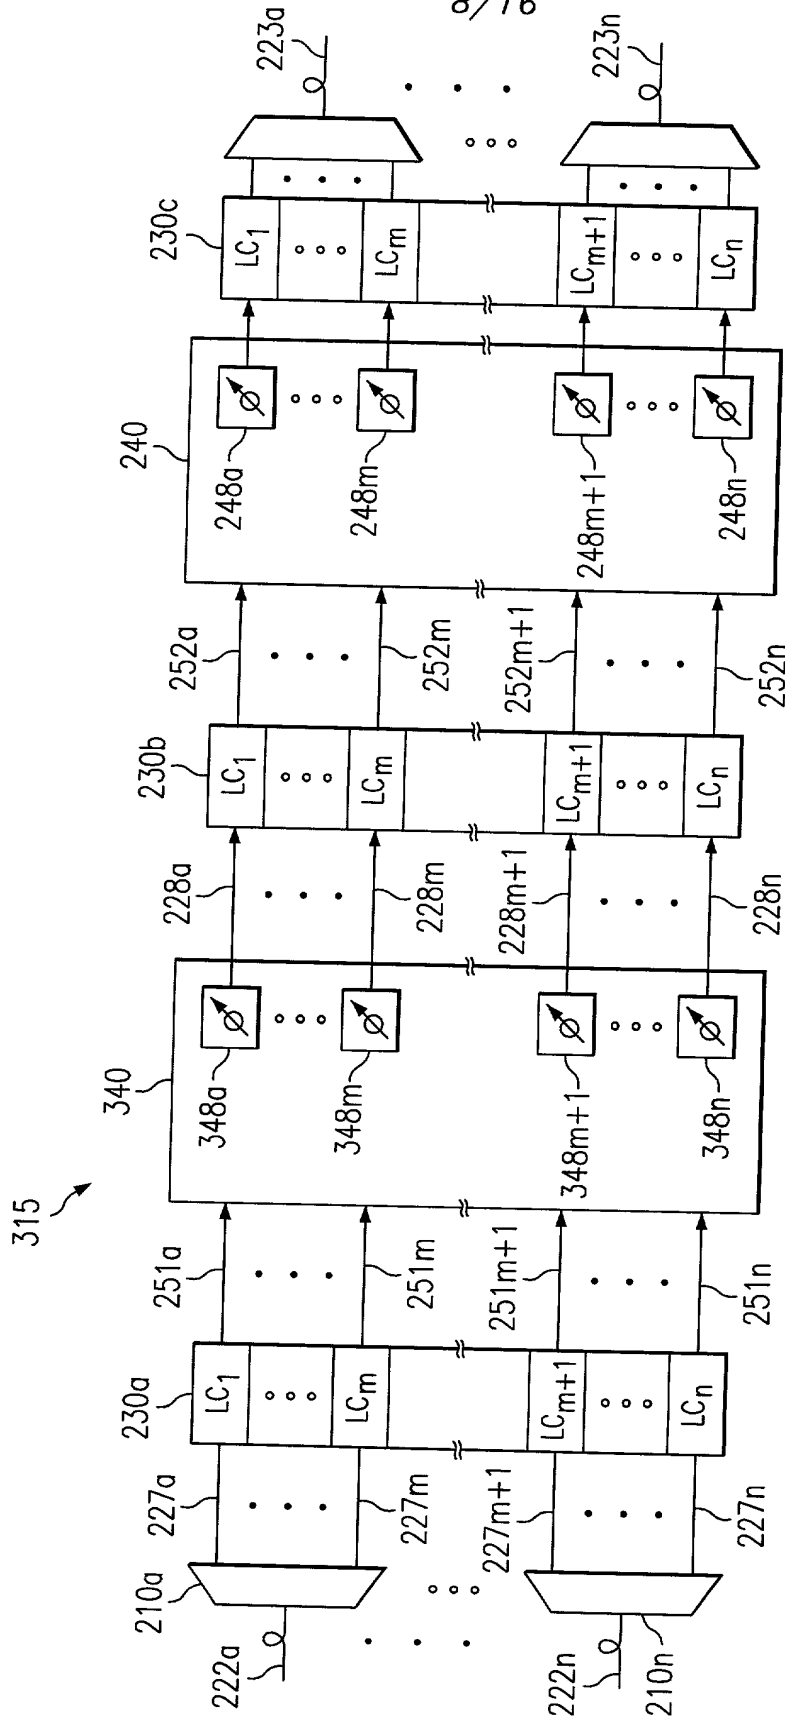 8/16
315
222a
210a
227a
227m
222n
210n
227m+1
227n
230a
LC1
LCm
LCm+1
LCn
251a
251m
251m+1
251n
340
348a
348m
348m+1
348n
228a
228m
228m+1
228n
230b
LC1
LCm
LCm+1
LCn
252a
252m
252m+1
252n
240
248a
248m
248m+1
248n
230c
LC1
LCm
LCm+1
LCn
223a
223n